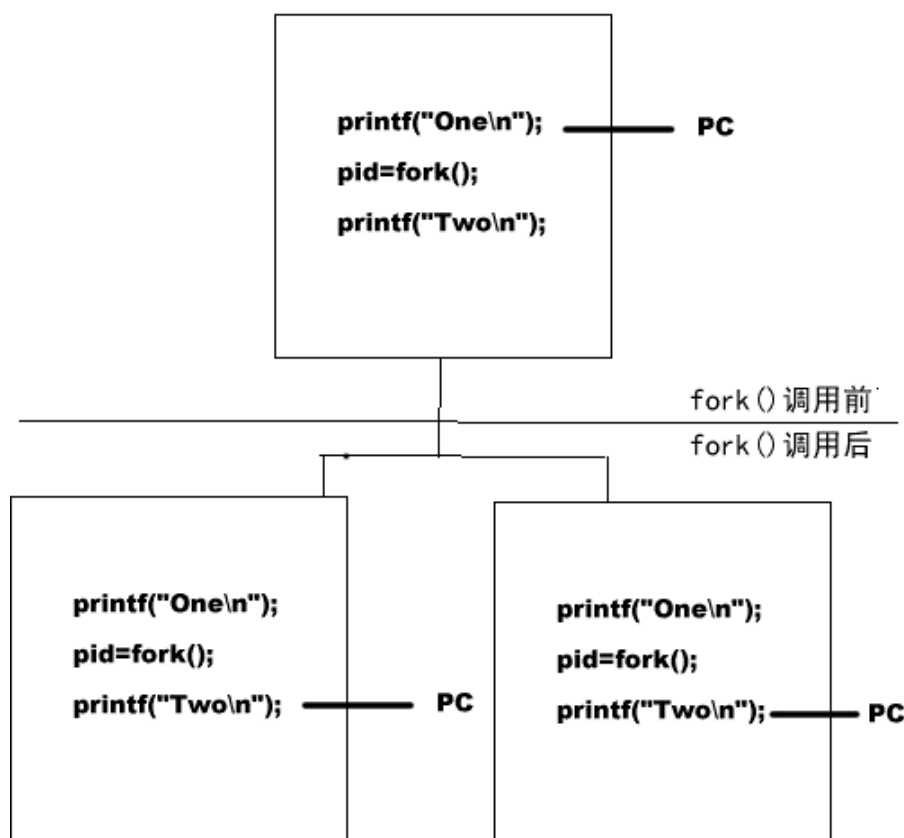 printf("One\n"); PC
pid=fork();
printf("Two\n");
fork()调用前
fork()调用后
printf("One\n");
pid=fork();
printf("Two\n"); PC
printf("One\n");
pid=fork();
printf("Two\n"); PC